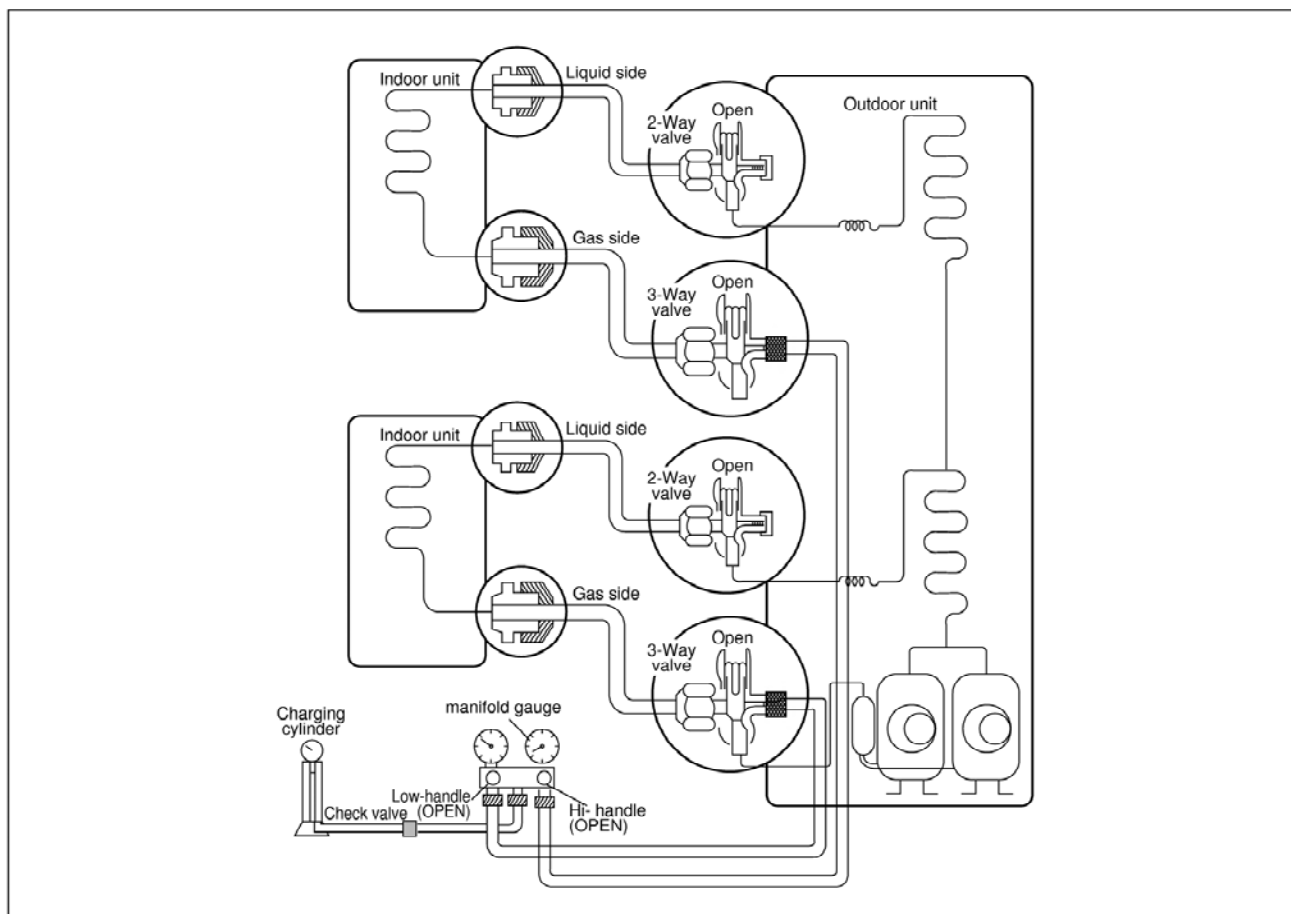 Indoor unit
Liquid side
2-Way
valve
Open
Outdoor unit
Gas side
3-Way
valve
Open
Indoor unit
Liquid side
2-Way
valve
Open
Gas side
3-Way
valve
Open
Charging
cylinder
manifold gauge
Check valve
Low-handle
(OPEN)
Hi- handle
(OPEN)